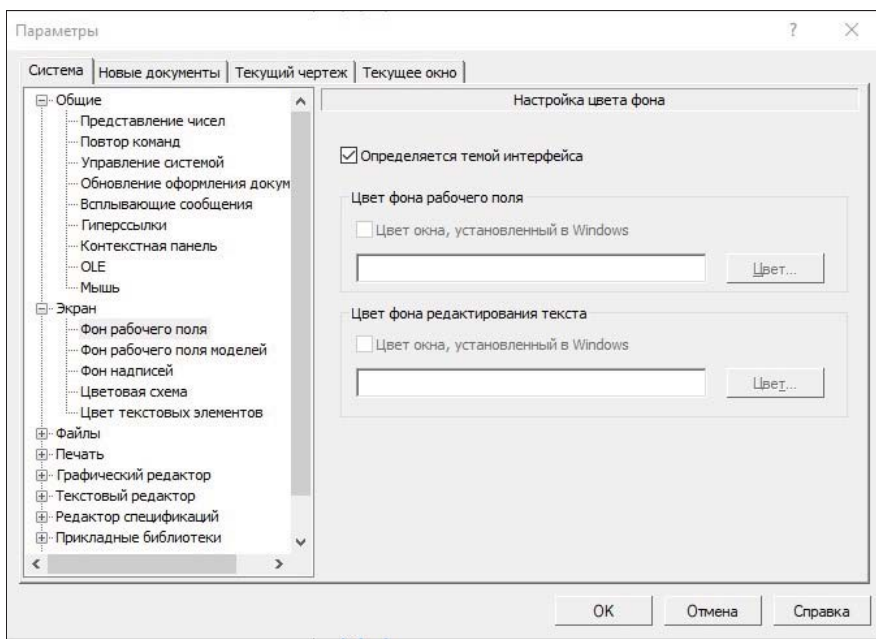 Параметры
Система
Новые документы
Текущий чертеж
Текущее окно
Общие
Представление чисел
Повтор команд
Управление системой
Обновление оформления докум
Всплывающие сообщения
Гиперссылки
Контекстная панель
OLE
Мышь
Экран
Фон рабочего поля
Фон рабочего поля моделей
Фон надписей
Цветовая схема
Цвет текстовых элементов
Файлы
Печать
Графический редактор
Текстовый редактор
Редактор спецификаций
Прикладные библиотеки
Настройка цвета фона
Определяется темой интерфейса
Цвет фона рабочего поля
Цвет окна, установленный в Windows
Цвет...
Цвет фона редактирования текста
Цвет окна, установленный в Windows
Цвет...
OK
Отмена
Справка